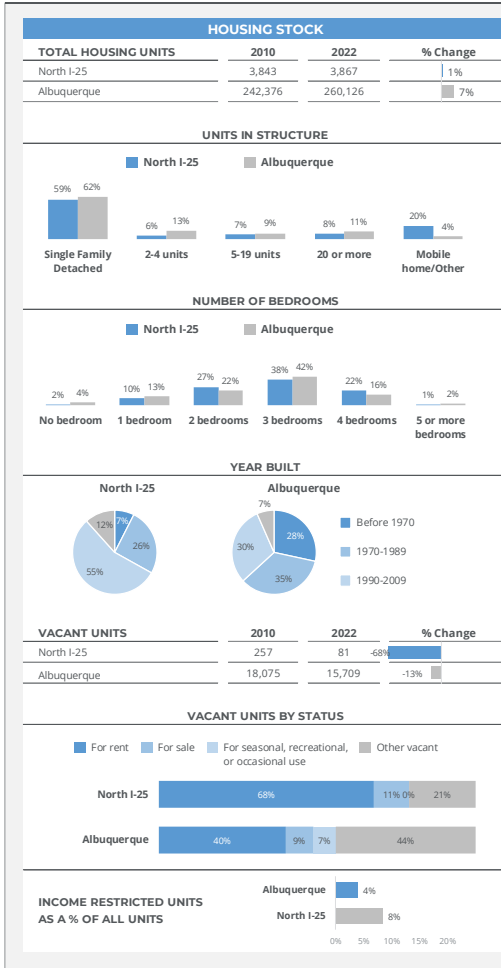 HOUSING STOCK
TOTAL HOUSING UNITS 2010 2022 % Change
North I-25 3,843 3,867 1%
Albuquerque 242,376 260,126 7%
UNITS IN STRUCTURE
North I-25 Albuquerque
59% 62% 6% 13% 7% 9% 8% 11% 20% 4%
Single Family 2-4 units 5-19 units 20 or more Mobile
Detached home/Other
NUMBER OF BEDROOMS
North I-25 Albuquerque
2% 4% 10% 13% 27% 22% 38% 42% 22% 16% 1% 2%
No bedroom 1 bedroom 2 bedrooms 3 bedrooms 4 bedrooms 5 or more
bedrooms
YEAR BUILT
North I-25 Albuquerque
7% 26% 55% 12%
28% 35% 30% 7%
Before 1970
1970-1989
1990-2009
VACANT UNITS 2010 2022 % Change
North I-25 257 81 -68%
Albuquerque 18,075 15,709 -13%
VACANT UNITS BY STATUS
For rent For sale For seasonal, recreational, Other vacant
or occasional use
North I-25 68% 11% 0% 21%
Albuquerque 40% 9% 7% 44%
INCOME RESTRICTED UNITS
AS A % OF ALL UNITS
Albuquerque 4%
North I-25 8%
0% 5% 10% 15% 20%